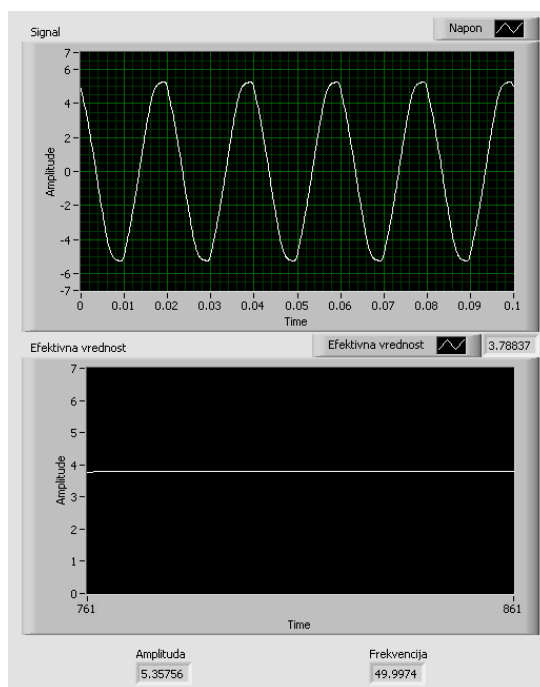 Signal
Napon
7
6
4
2
0
-2
-4
-6
-7
Amplitude
0 0.01 0.02 0.03 0.04 0.05 0.06 0.07 0.08 0.09 0.1
Time
Efektivna vrednost
Efektivna vrednost
3.78837
7
6
5
4
3
2
1
0
Amplitude
761 861
Time
Amplituda
5.35756
Frekvencija
49.9974